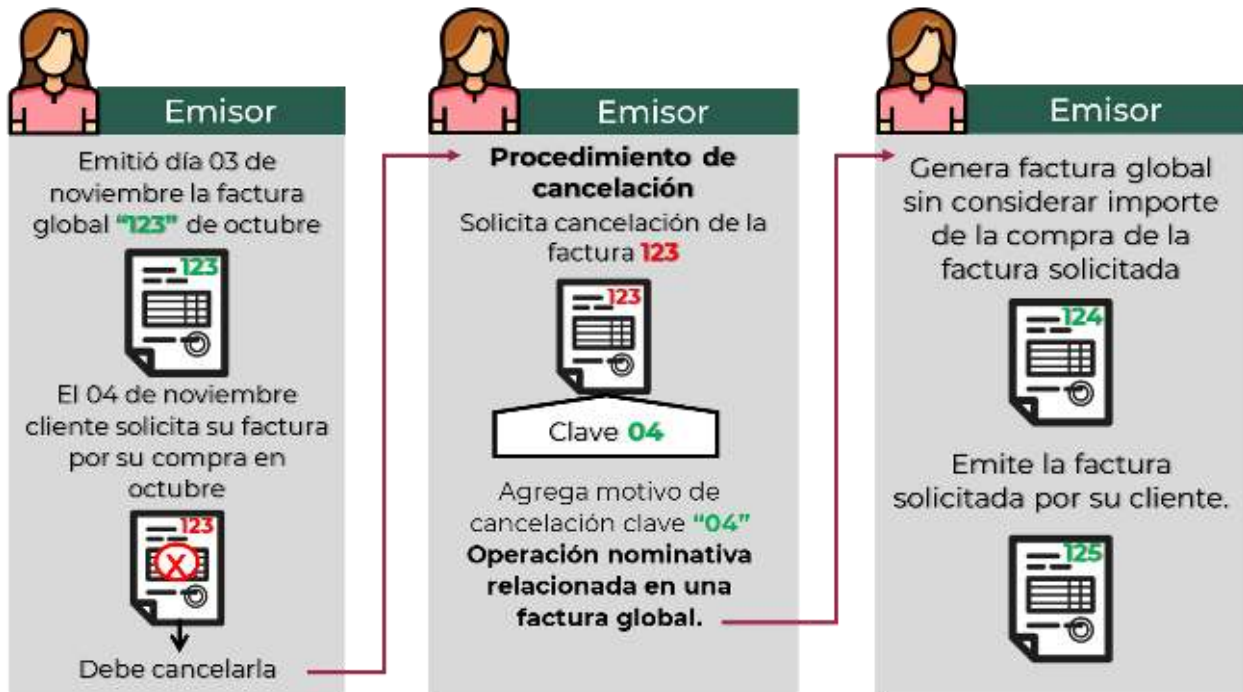 Emisor
Emitió día 03 de
noviembre la factura
global “123” de octubre
123
El 04 de noviembre
cliente solicita su factura
por su compra en
octubre
123
X
Debe cancelarla
Emisor
Procedimiento de
cancelación
Solicita cancelación de la
factura 123
123
Clave 04
Agrega motivo de
cancelación clave “04”
Operación nominativa
relacionada en una
factura global.
Emisor
Genera factura global
sin considerar importe
de la compra de la
factura solicitada
124
Emite la factura
solicitada por su cliente.
125